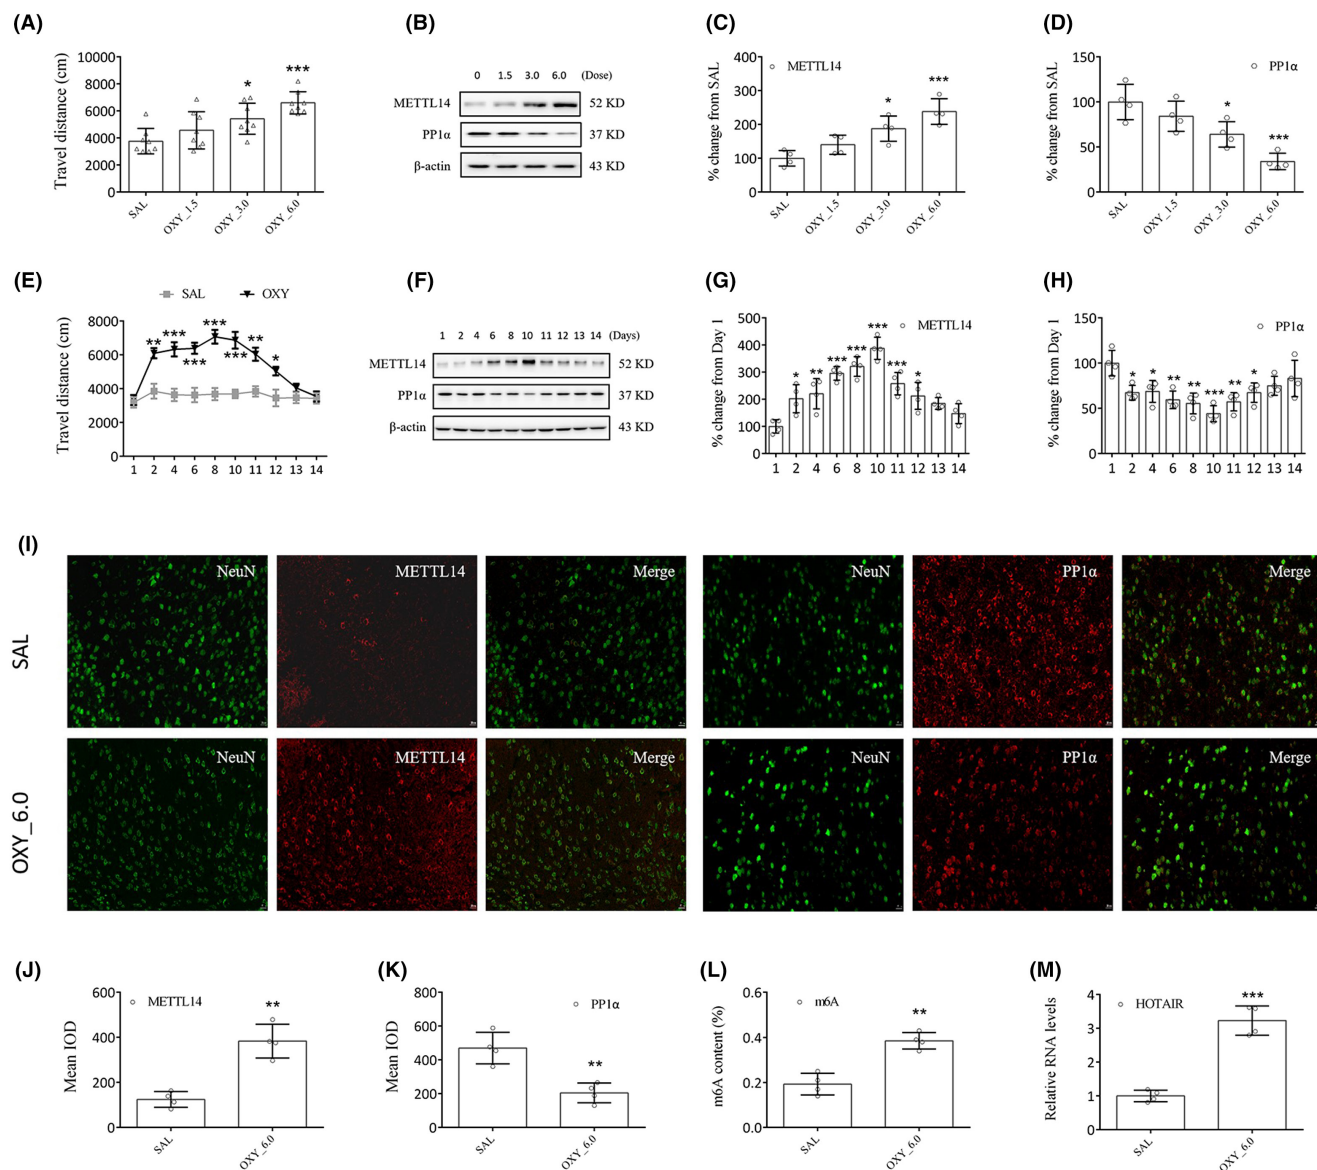 (A)
Travel distance (cm)
10000
8000
6000
4000
2000
0
*
***
SAL
OXY_1.5
OXY_3.0
OXY_6.0
(B)
0 1.5 3.0 6.0 (Dose)
METTL14 52 KD
PP1α 37 KD
β-actin 43 KD
(C)
% change from SAL
400
300
200
100
0
METTL14
*
***
SAL
OXY_1.5
OXY_3.0
OXY_6.0
(D)
% change from SAL
150
100
50
0
PP1α
*
***
SAL
OXY_1.5
OXY_3.0
OXY_6.0
(E)
SAL OXY
Travel distance (cm)
8000
6000
4000
2000
0
** *** *** *** *** ** *
1 2 4 6 8 10 11 12 13 14
(F)
1 2 4 6 8 10 11 12 13 14 (Days)
METTL14 52 KD
PP1α 37 KD
β-actin 43 KD
(G)
% change from Day 1
500
400
300
200
100
0
METTL14
* ** *** *** *** *** *
1 2 4 6 8 10 11 12 13 14
(H)
% change from Day 1
150
100
50
0
PP1α
* * ** ** *** ** *
1 2 4 6 8 10 11 12 13 14
(I)
SAL
NeuN METTL14 Merge NeuN PP1α Merge
OXY_6.0
NeuN METTL14 Merge NeuN PP1α Merge
(J)
Mean IOD
600
400
200
0
METTL14
**
SAL
OXY_6.0
(K)
Mean IOD
800
600
400
200
0
PP1α
**
SAL
OXY_6.0
(L)
m6A content (%)
0.6
0.4
0.2
0.0
m6A
**
SAL
OXY_6.0
(M)
Relative RNA levels
4
3
2
1
0
HOTAIR
***
SAL
OXY_6.0